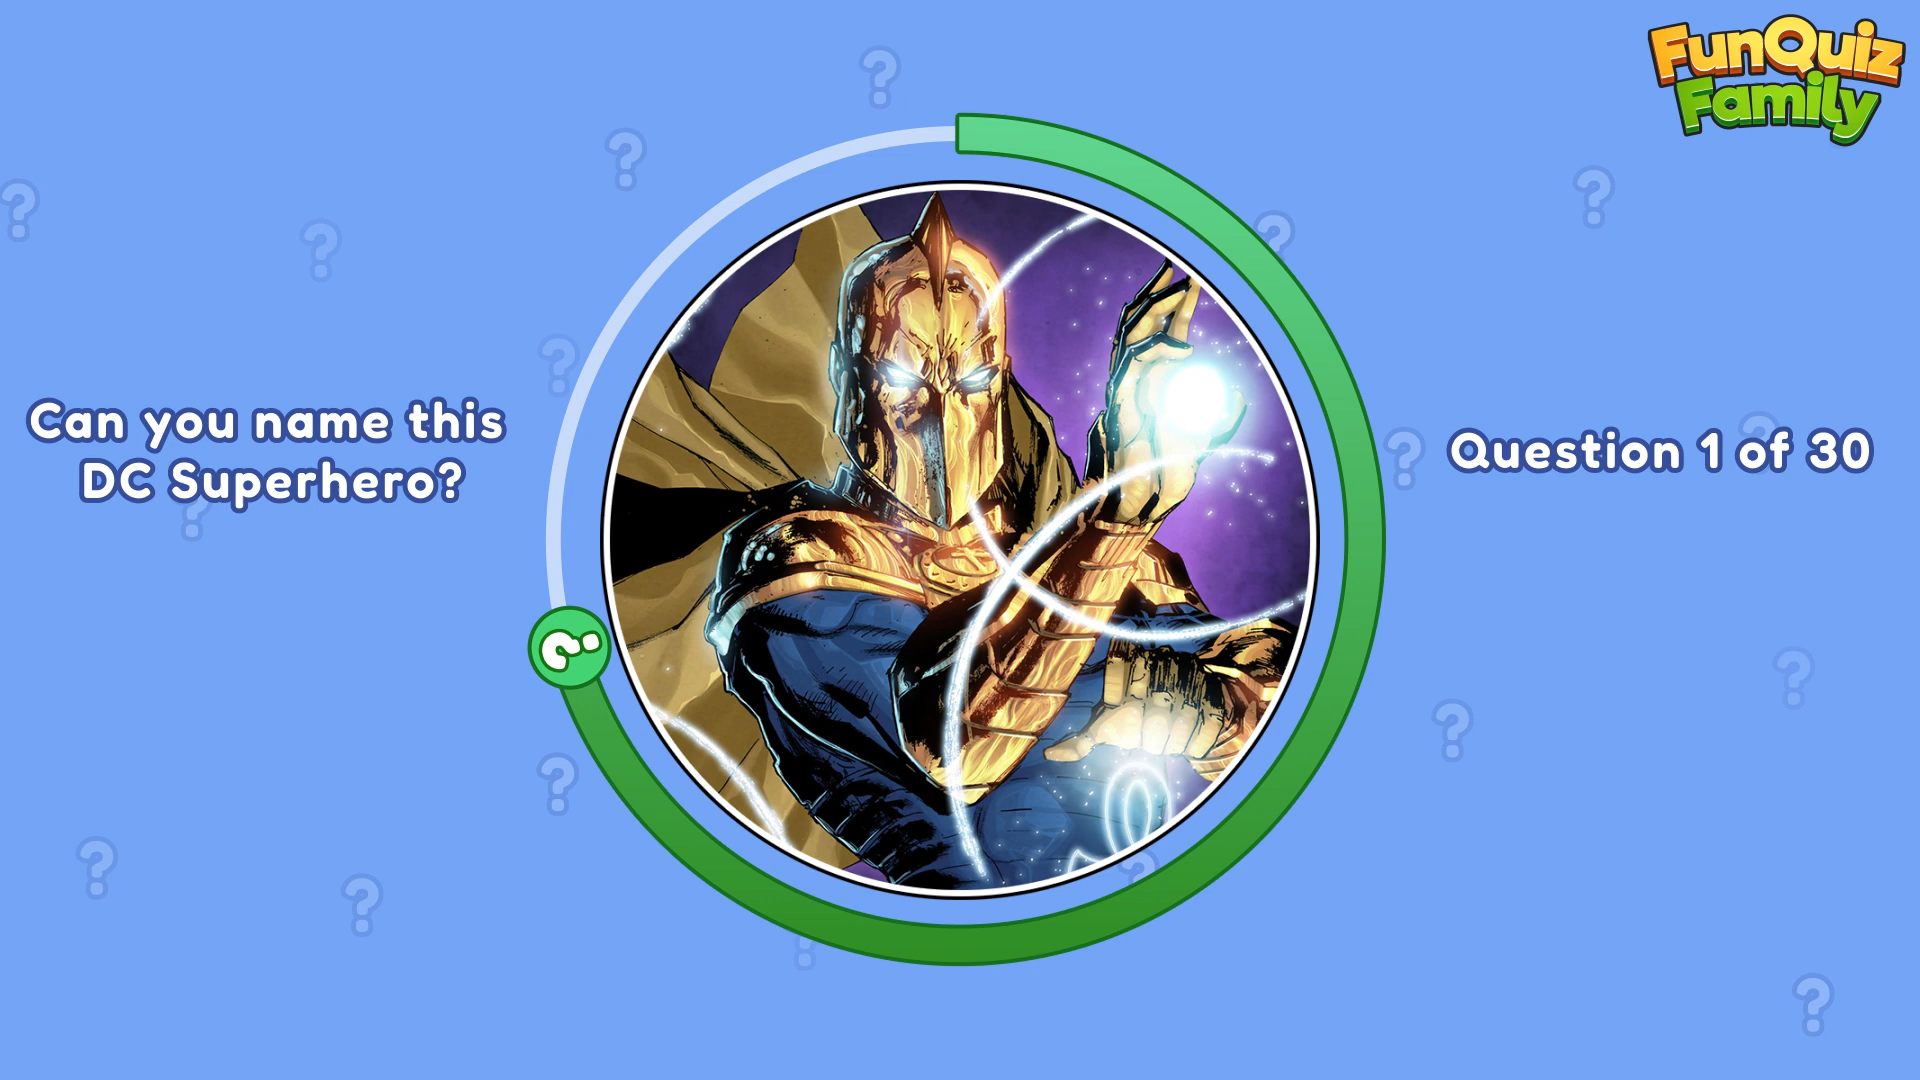 FunQuiz
Family
Can you name this
DC Superhero?
Question 1 of 30